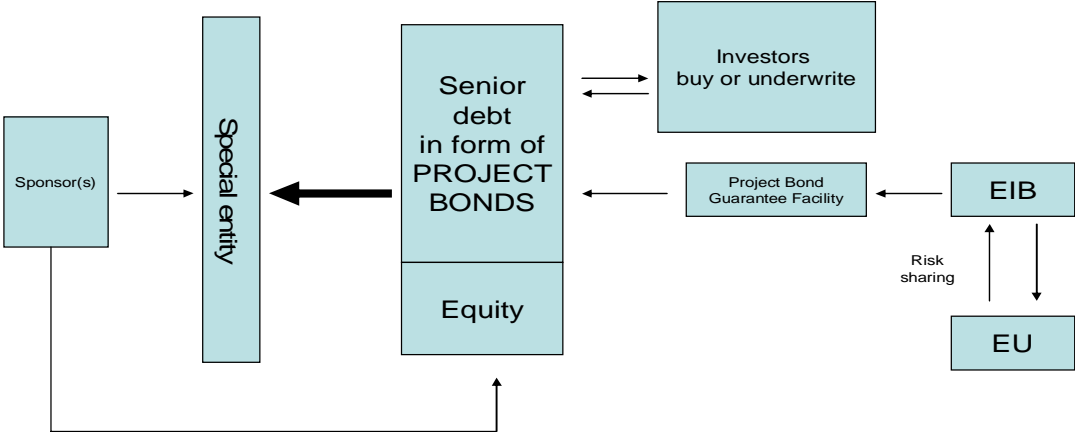 Sponsor(s)
Special entity
Senior
debt
in form of
PROJECT
BONDS
Equity
Investors
buy or underwrite
Project Bond
Guarantee Facility
EIB
Risk
sharing
EU